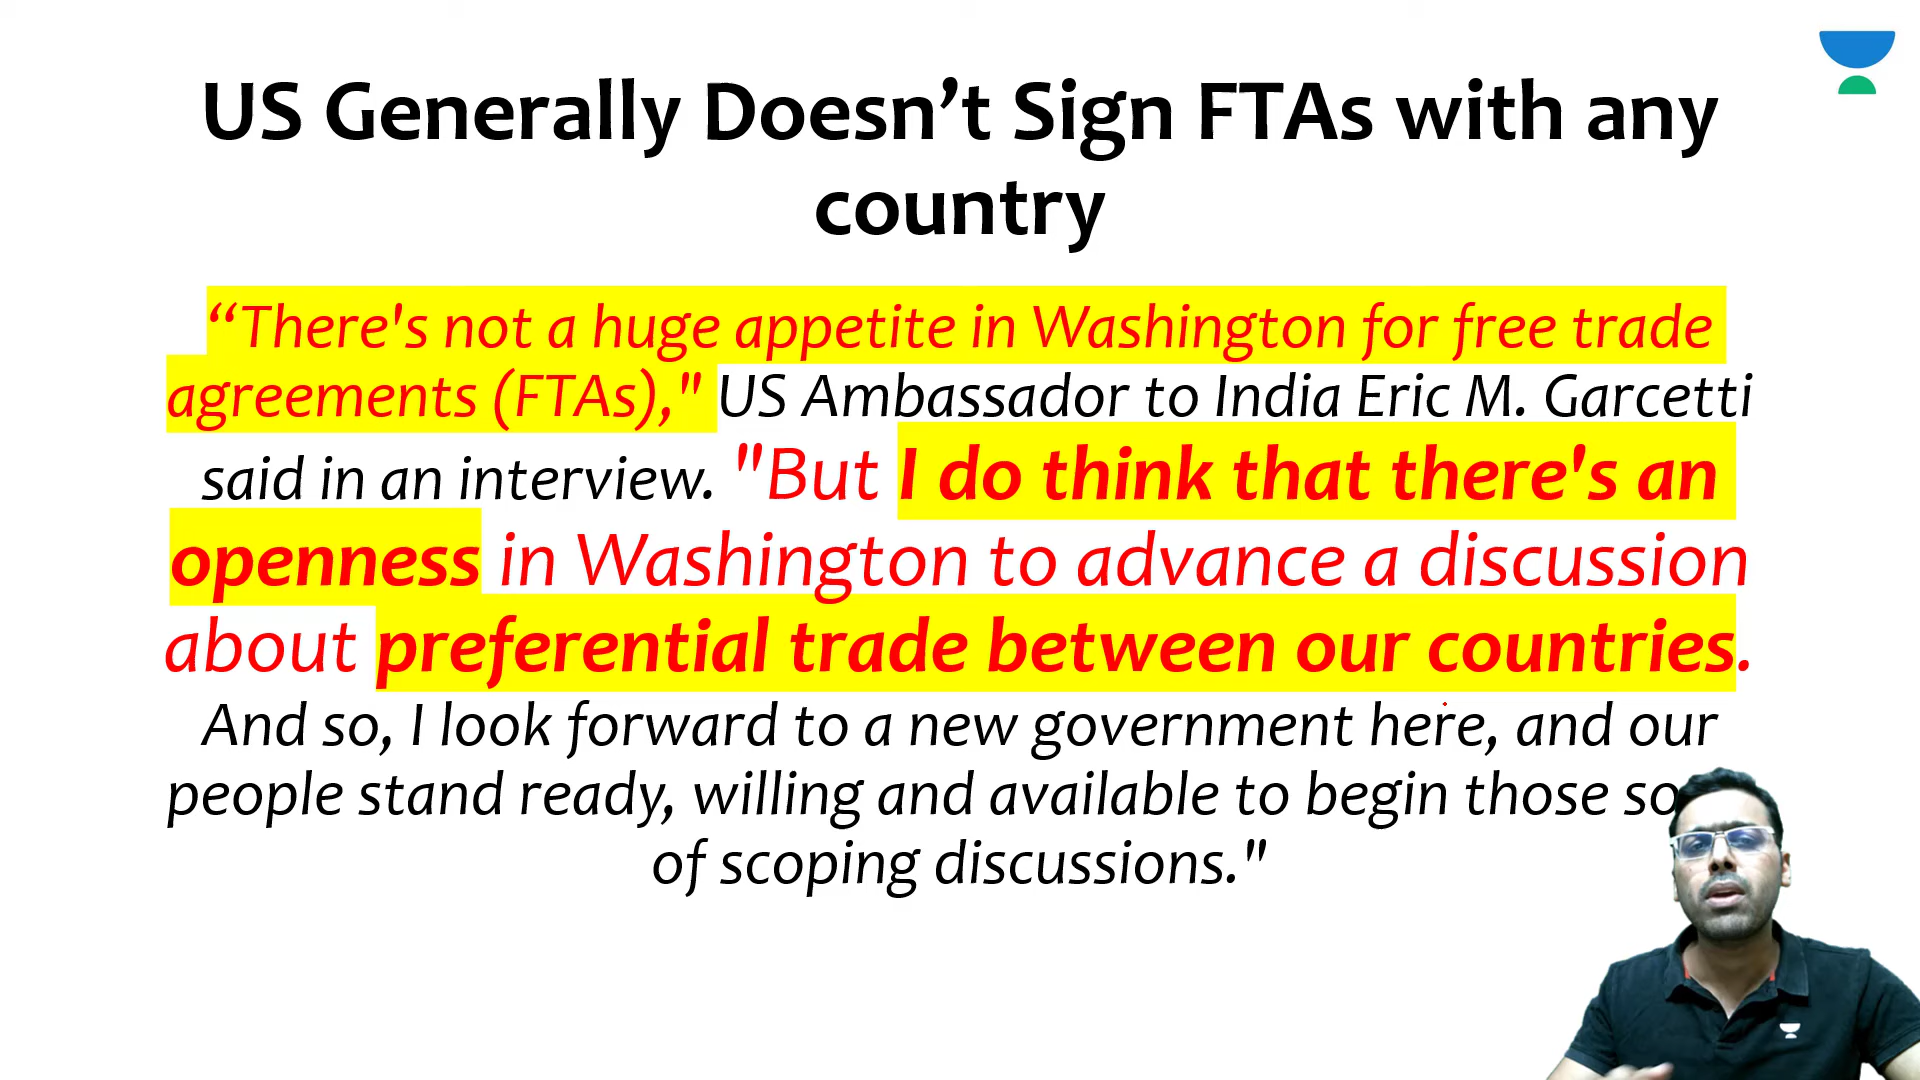 US Generally Doesn’t Sign FTAs with any
country
“There's not a huge appetite in Washington for free trade
agreements (FTAs)," US Ambassador to India Eric M. Garcetti
said in an interview. "But I do think that there's an
openness in Washington to advance a discussion
about preferential trade between our countries.
And so, I look forward to a new government here, and our
people stand ready, willing and available to begin those
of scoping discussions."